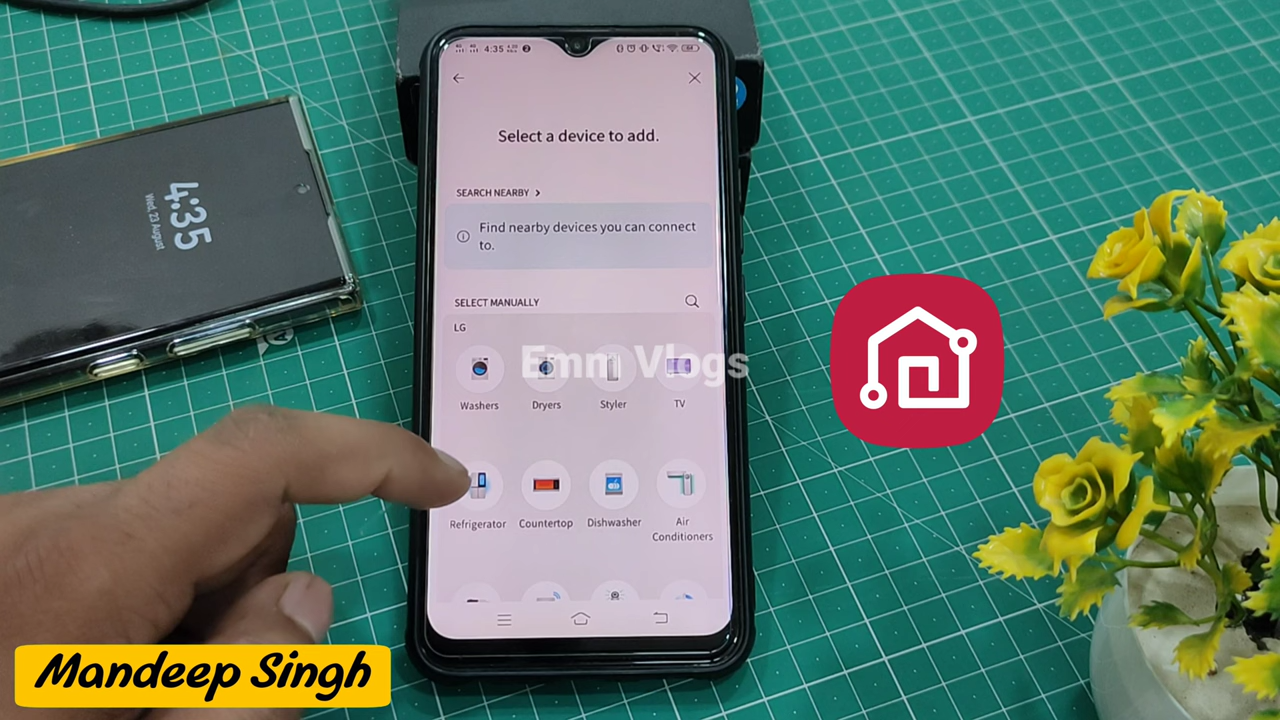 4:35
Wed, 23 August
4:35
Select a device to add.
SEARCH NEARBY >
Find nearby devices you can connect
to.
SELECT MANUALLY
LG
Emm Vlogs
Washers Dryers Styler TV
Refrigerator Countertop Dishwasher Air
Conditioners
Mandeep Singh